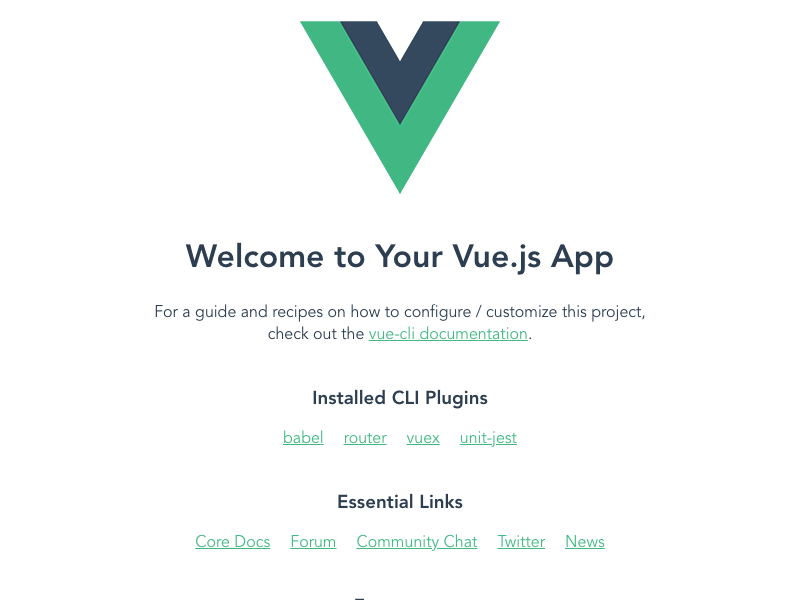 Welcome to Your Vue.js App
For a guide and recipes on how to configure / customize this project,
check out the vue-cli documentation.
Installed CLI Plugins
babel router vuex unit-jest
Essential Links
Core Docs Forum Community Chat Twitter News